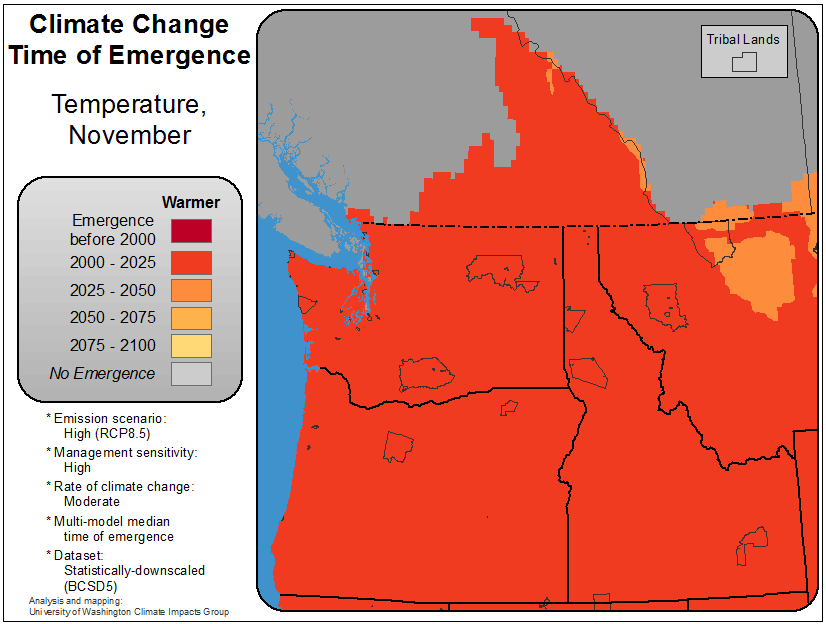 Climate Change
Time of Emergence
Temperature,
November
Warmer
Emergence
before 2000
2000 - 2025
2025 - 2050
2050 - 2075
2075 - 2100
No Emergence
* Emission scenario:
High (RCP8.5)
* Management sensitivity:
High
* Rate of climate change:
Moderate
* Multi-model median
time of emergence
* Dataset:
Statistically-downscaled
(BCSD5)
Analysis and mapping:
University of Washington Climate Impacts Group
Tribal Lands